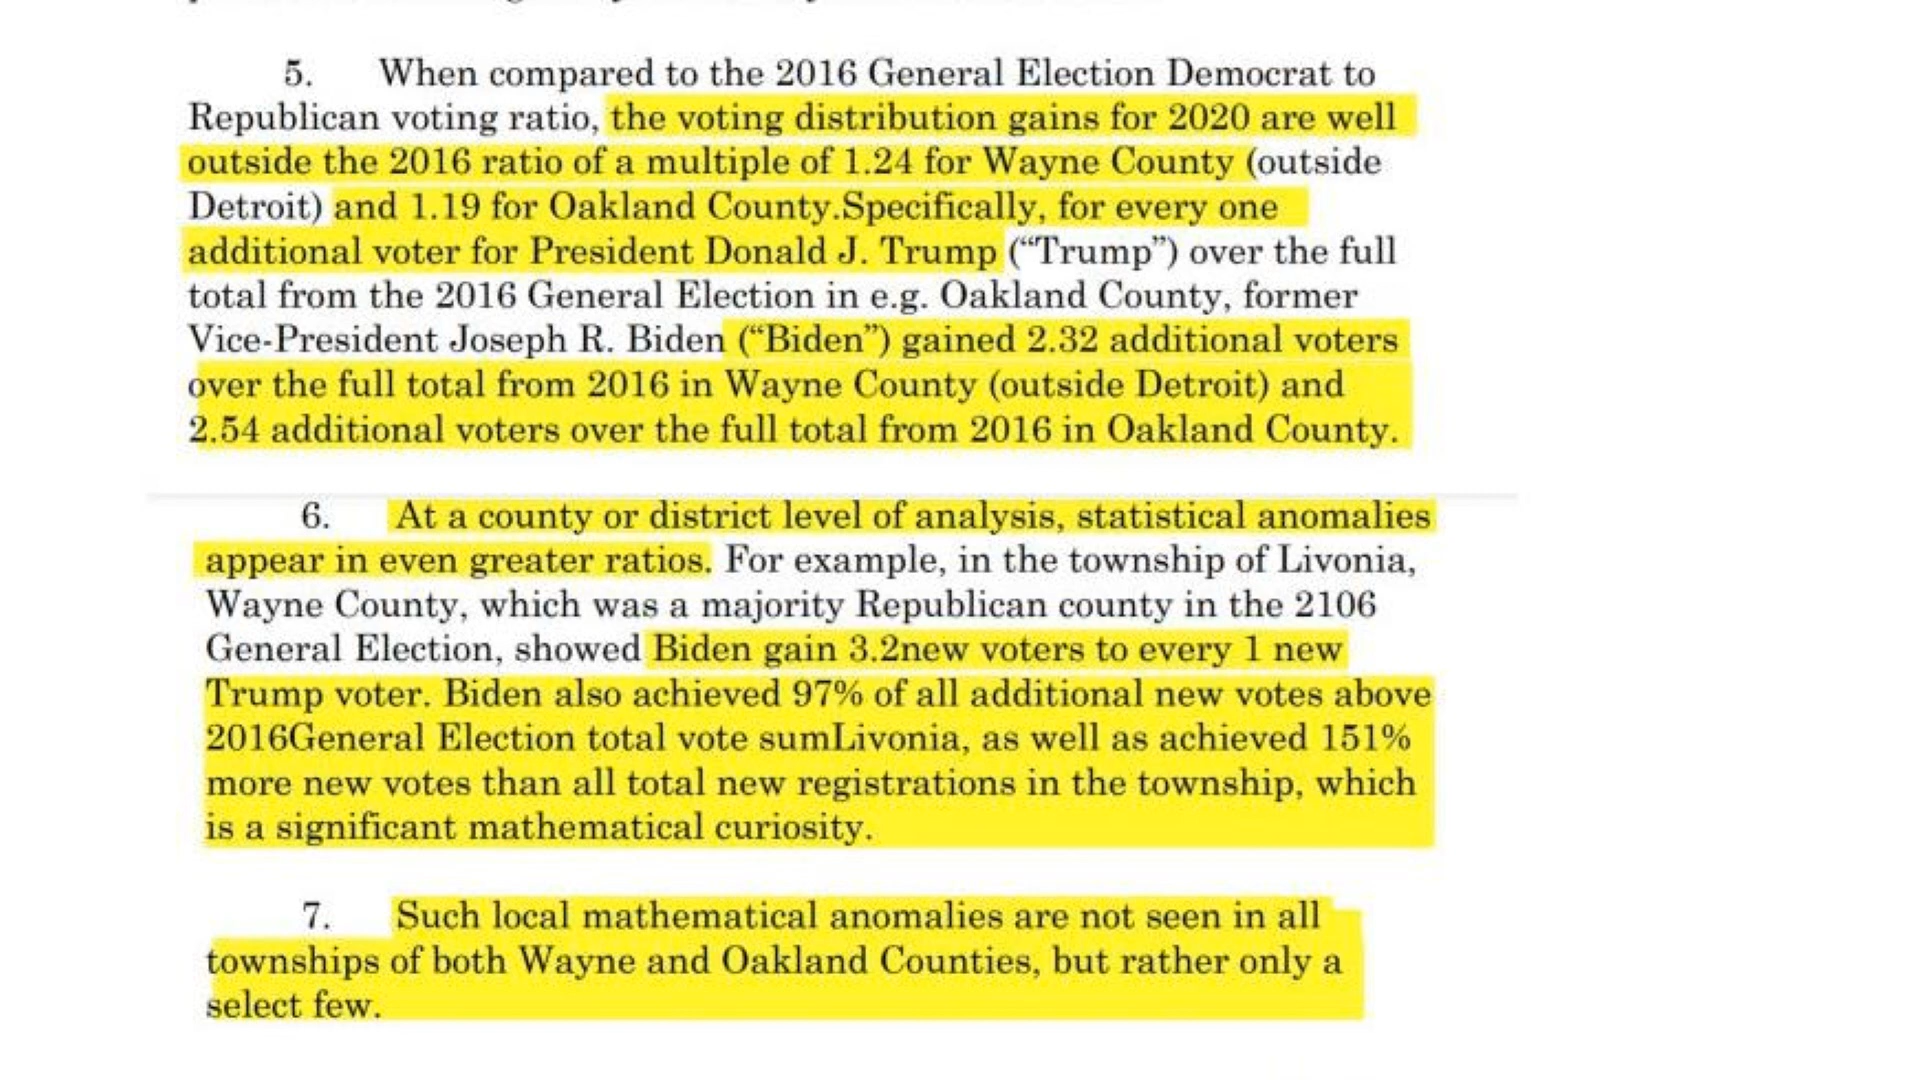 5. When compared to the 2016 General Election Democrat to
Republican voting ratio, the voting distribution gains for 2020 are well
outside the 2016 ratio of a multiple of 1.24 for Wayne County (outside
Detroit) and 1.19 for Oakland County.Specifically, for every one
additional voter for President Donald J. Trump (“Trump”) over the full
total from the 2016 General Election in e.g. Oakland County, former
Vice-President Joseph R. Biden (“Biden”) gained 2.32 additional voters
over the full total from 2016 in Wayne County (outside Detroit) and
2.54 additional voters over the full total from 2016 in Oakland County.
6. At a county or district level of analysis, statistical anomalies
appear in even greater ratios. For example, in the township of Livonia,
Wayne County, which was a majority Republican county in the 2106
General Election, showed Biden gain 3.2new voters to every 1 new
Trump voter. Biden also achieved 97% of all additional new votes above
2016General Election total vote sumLivonia, as well as achieved 151%
more new votes than all total new registrations in the township, which
is a significant mathematical curiosity.
7. Such local mathematical anomalies are not seen in all
townships of both Wayne and Oakland Counties, but rather only a
select few.